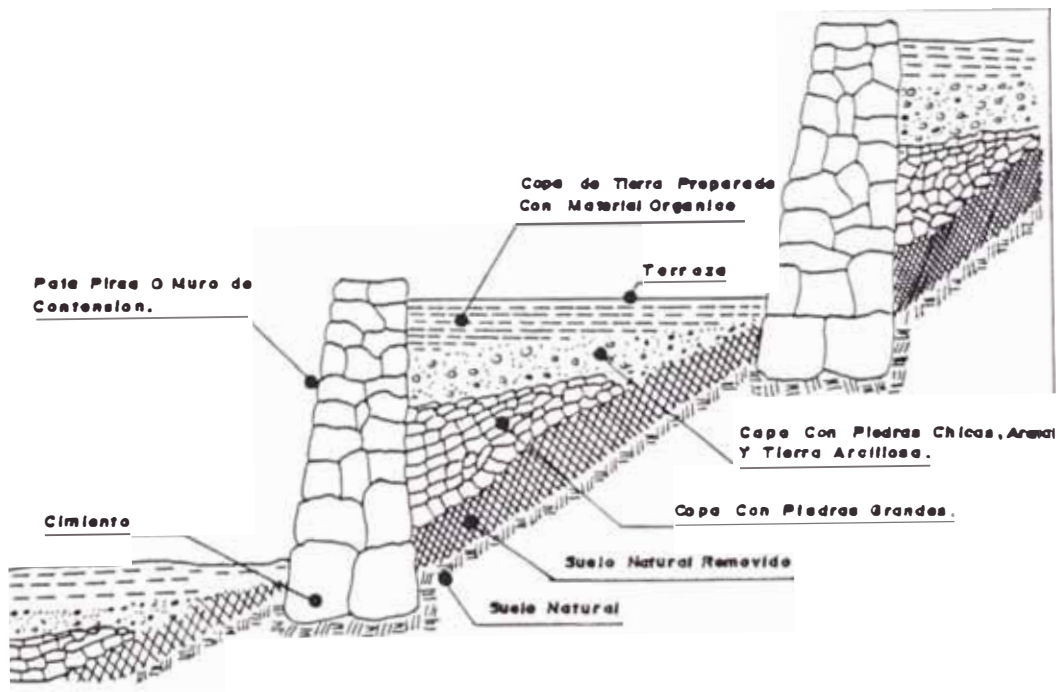 Capa de Tierra Preparada
Con Material Organico
Terraza
Pata Pirca O Muro de
Contension.
Capa Con Piedras Chicas, Arenal
Y Tierra Arcillosa.
Capa Con Piedras Grandes.
Cimiento
Suelo Natural Removido
Suelo Natural